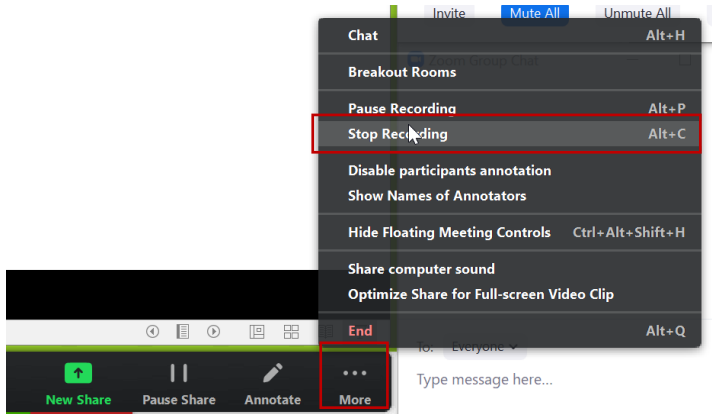 Invite Mute All Unmute All
Zoom Group Chat
Chat Alt+H
Breakout Rooms
Pause Recording Alt+P
Stop Recording Alt+C
Disable participants annotation
Show Names of Annotators
Hide Floating Meeting Controls Ctrl+Alt+Shift+H
Share computer sound
Optimize Share for Full-screen Video Clip
End Alt+Q
To: Everyone
Type message here...
New Share Pause Share Annotate More